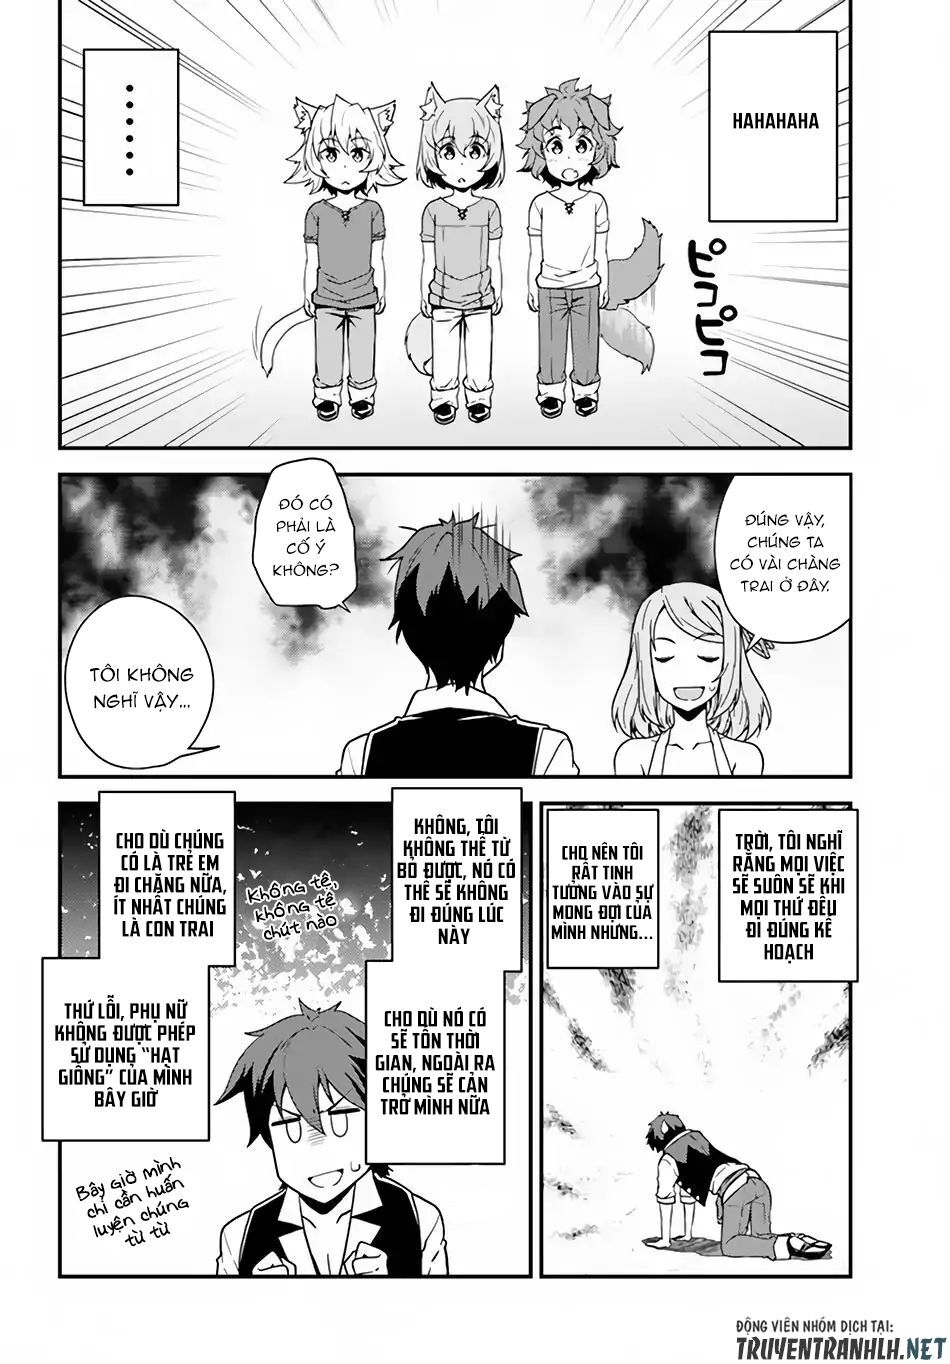 HAHAHAHA
ピコピコ
・・・・・・
ĐÚNG VẬY,
CHÚNG TA
CÓ VÀI CHÀNG
TRAI Ở ĐÂY.
ĐÓ CÓ
PHẢI LÀ
CỐ Ý
KHÔNG?
TÔI KHÔNG
NGHĨ VẬY...
TRỜI, TÔI NGHĨ
RẰNG MỌI VIỆC
SẼ SUÔN SẺ KHI
MỌI THỨ ĐỀU
ĐI ĐÚNG KẾ
HOẠCH
CHO NÊN TÔI
RẤT TINH
TƯỞNG VÀO SỰ
MONG ĐỢI CỦA
MÌNH NHƯNG...
KHÔNG, TÔI
KHÔNG THỂ TỪ
BỎ ĐƯỢC, NÓ CÓ
THỂ SẼ KHÔNG
ĐI ĐÚNG LÚC
NÀY
CHO DÙ NÓ CÓ
SẼ TỐN THỜI
GIAN, NGOÀI RA
CHÚNG SẼ CẢN
TRỞ MÌNH NỮA
Không tệ,
không tệ
chút nào
CHO DÙ CHÚNG
CÓ LÀ TRẺ EM
ĐI CHĂNG NỮA,
ÍT NHẤT CHÚNG
LÀ CON TRAI
THỨ LỖI, PHỤ NỮ
KHÔNG ĐƯỢC PHÉP
SỬ DỤNG “HẠT
GIỐNG” CỦA MÌNH
BÂY GIỜ
Bây giờ mình
chỉ cần huấn
luyện chúng
từ từ
ĐỘNG VIÊN NHÓM DỊCH TẠI:
TRUYENTRANHLH.NET